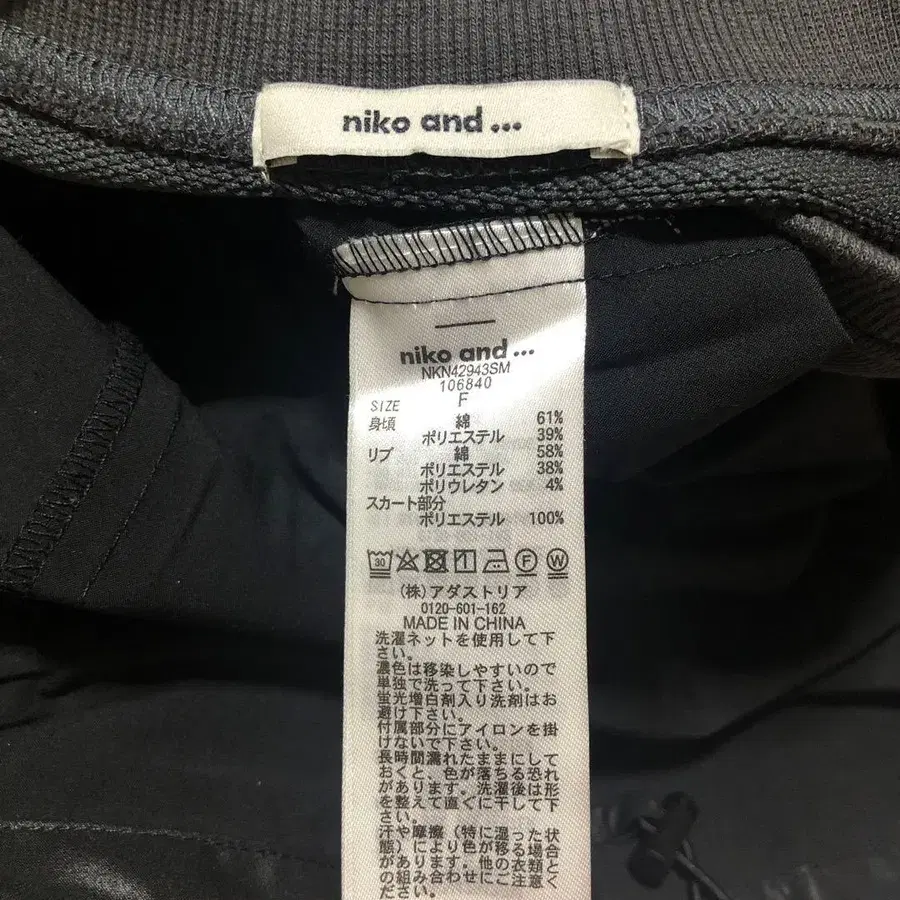 niko and ...
niko and ...
NKN42943SM
106840
SIZE F
身頃 綿 61%
ポリエステル 39%
リブ 綿 58%
ポリエステル 38%
ポリウレタン 4%
スカート部分
ポリエステル 100%
30 F W
(株)アダストリア
0120-601-162
MADE IN CHINA
洗濯ネットを使用して下
さい。
濃色は移染しやすいので
単独で洗って下さい。
蛍光増白剤入り洗剤はお
避け下さい。
付属部分にアイロンを掛
けないで下さい。
長時間濡れたままにして
おくと、色が落ちる恐れ
があります。洗濯後は形
を整えて直ぐに干して下
さい。
汗や摩擦（特に湿った状
態）により色が移る場合
があります。他の衣類と
の組み合わせにご注意く
ださい。